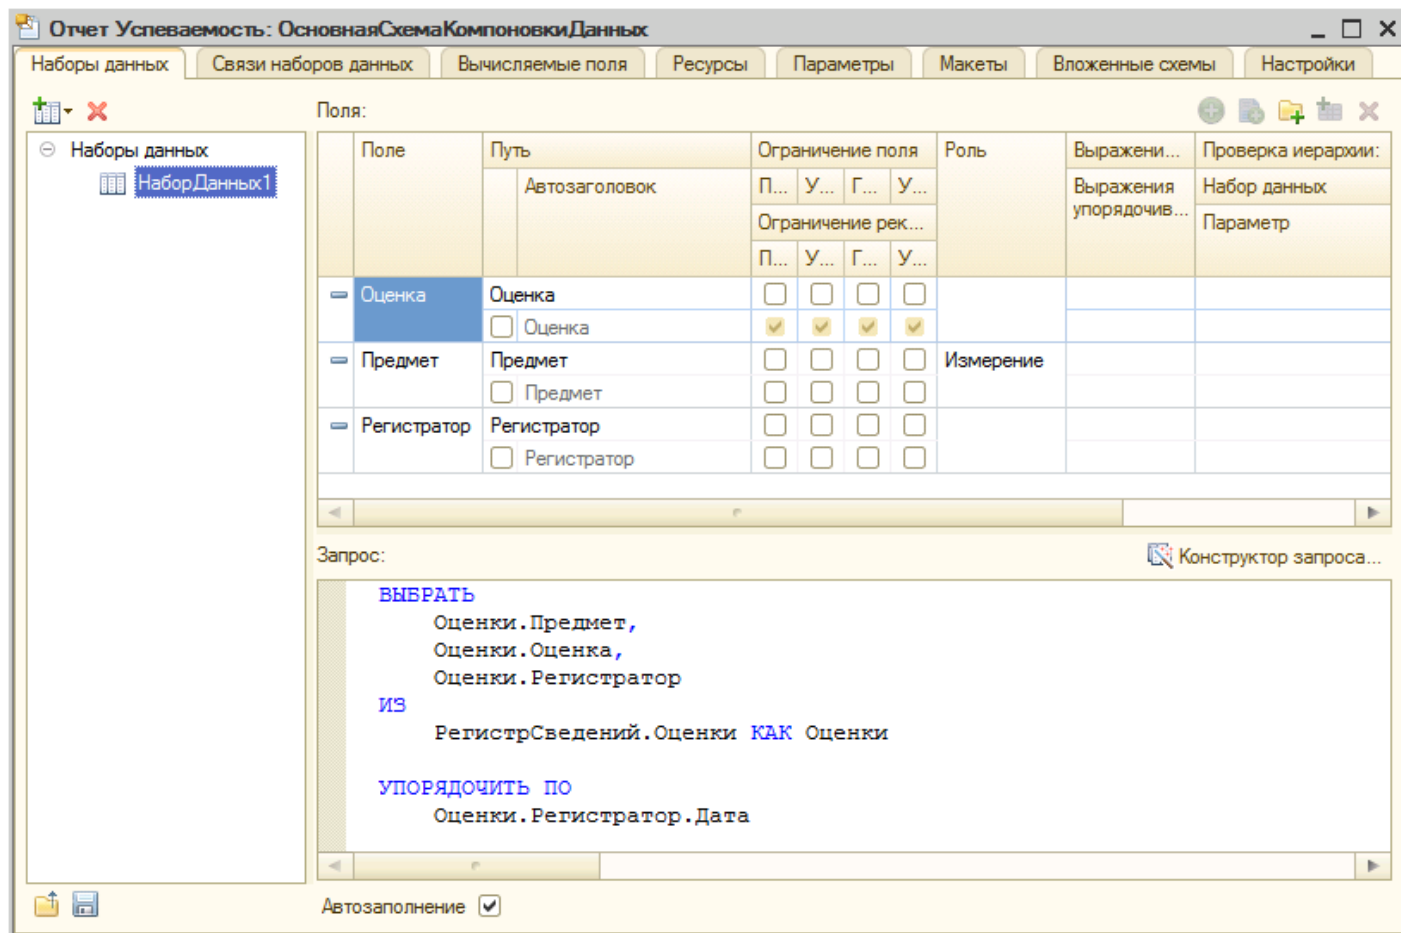 Отчет Успеваемость: ОсновнаяСхемаКомпоновкиДанных
Наборы данных Связи наборов данных Вычисляемые поля Ресурсы Параметры Макеты Вложенные схемы Настройки
Поля:
Наборы данных
НаборДанных1
Поле Путь Ограничение поля Роль Выражени... Проверка иерархии:
Автозаголовок П... У... Г... У... Выражения упорядочив... Набор данных
Ограничение рек... Параметр
П... У... Г... У...
Оценка Оценка
Оценка
Предмет Предмет Измерение
Предмет
Регистратор Регистратор
Регистратор
Запрос: Конструктор запроса...
ВЫБРАТЬ
Оценки.Предмет,
Оценки.Оценка,
Оценки.Регистратор
ИЗ
РегистрСведений.Оценки КАК Оценки
УПОРЯДОЧИТЬ ПО
Оценки.Регистратор.Дата
Автозаполнение